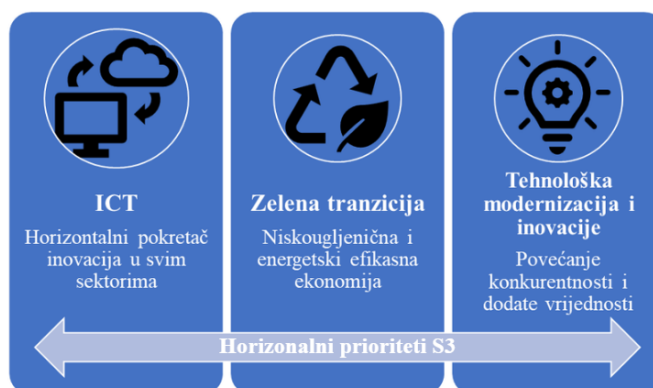 ICT
Horizontalni pokretač
inovacija u svim
sektorima
Zelena tranzicija
Niskougljenična i
energetski efikasna
ekonomija
Tehnološka
modernizacija i
inovacije
Povećanje
konkurentnosti i
dodate vrijednosti
Horizonalni prioriteti S3